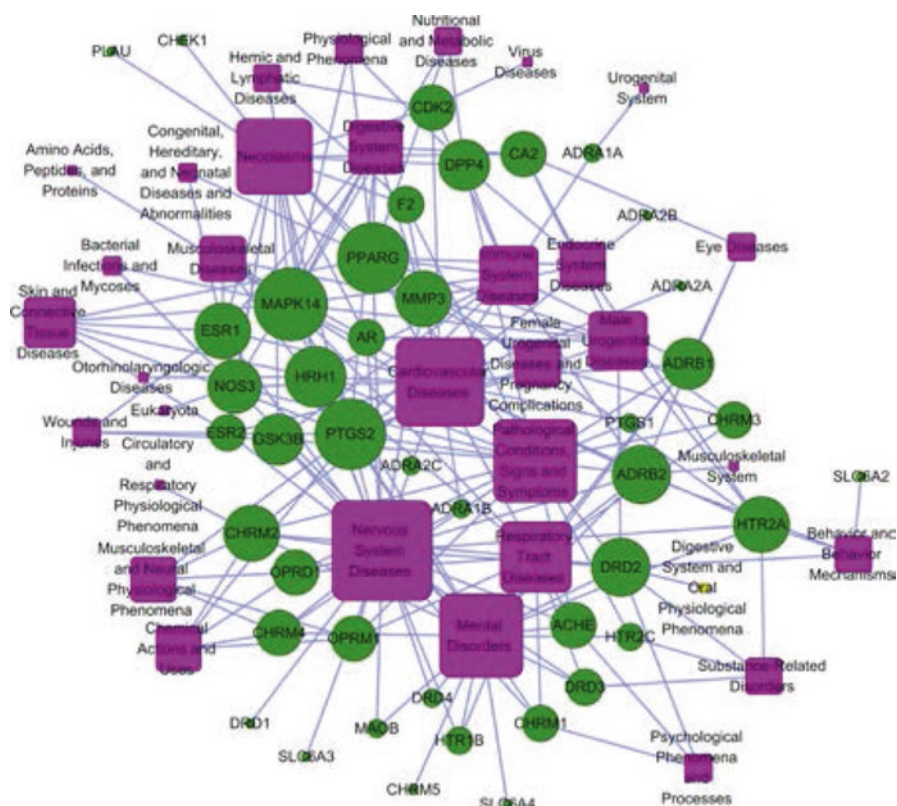 PLAU
CHEK1
Hemic and
Lymphatic
Diseases
Physiological
Phenomena
Nutritional
and Metabolic
Diseases
Virus
Diseases
Urogenital
System
CDK2
Neoplasms
Digestive
System
Diseases
DPP4
CA2
ADRA1A
Amino Acids,
Peptides, and
Proteins
Congenital,
Hereditary,
and Neonatal
Diseases and
Abnormalities
F2
ADRA2B
Bacterial
Infections and
Mycoses
Musculoskeletal
Diseases
PPARG
Immune
System
Diseases
Endocrine
System
Diseases
Eye Diseases
Skin and
Connective
Tissue
Diseases
MAPK14
MMP3
ADRA2A
ESR1
AR
Female
Urogenital
Diseases and
Pregnancy
Complications
Male
Urogenital
Diseases
ADRB1
Otorhinolaryngologic
Diseases
NOS3
HRH1
Cardiovascular
Diseases
Eukaryota
Wounds and
Injuries
ESR2
GSK3B
PTGS2
Pathological
Conditions,
Signs and
Symptoms
PTGS1
CHRM3
Circulatory and
Respiratory
Physiological
Phenomena
ADRA2C
ADRB2
Musculoskeletal
System
SLC6A2
CHRM2
ADRA1B
HTR2A
Nervous
System
Diseases
Respiratory
Tract
Diseases
Behavior and
Behavior
Mechanisms
Musculoskeletal
and Neural
Physiological
Phenomena
OPRD1
DRD2
Digestive
System and Oral
Physiological
Phenomena
Chemical
Actions and
Uses
CHRM4
OPRM1
Mental
Disorders
ACHE
HTR2C
Substance-Related
Disorders
DRD3
DRD4
DRD1
MAOB
HTR1B
CHRM1
SLC6A3
Psychological
Phenomena
and
Processes
CHRM5
SLC6A4